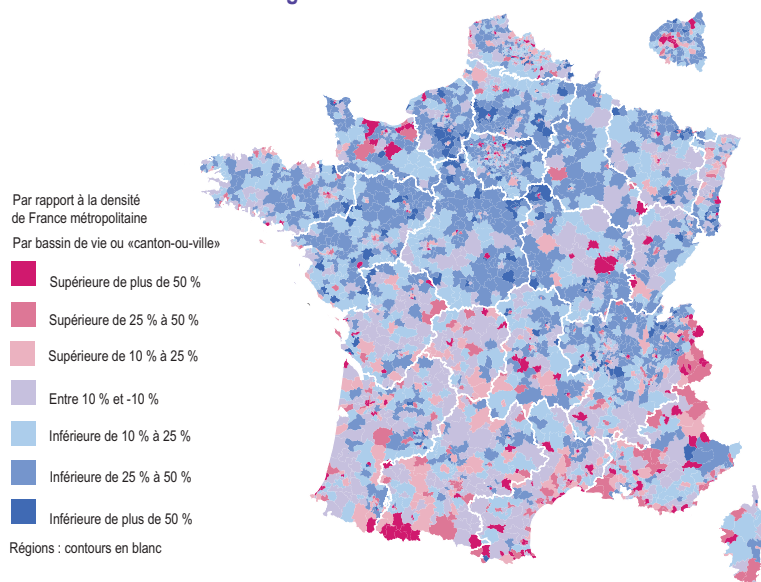 Par rapport à la densité
de France métropolitaine
Par bassin de vie ou «canton-ou-ville»
Supérieure de plus de 50 %
Supérieure de 25 % à 50 %
Supérieure de 10 % à 25 %
Entre 10 % et -10 %
Inférieure de 10 % à 25 %
Inférieure de 25 % à 50 %
Inférieure de plus de 50 %
Régions : contours en blanc